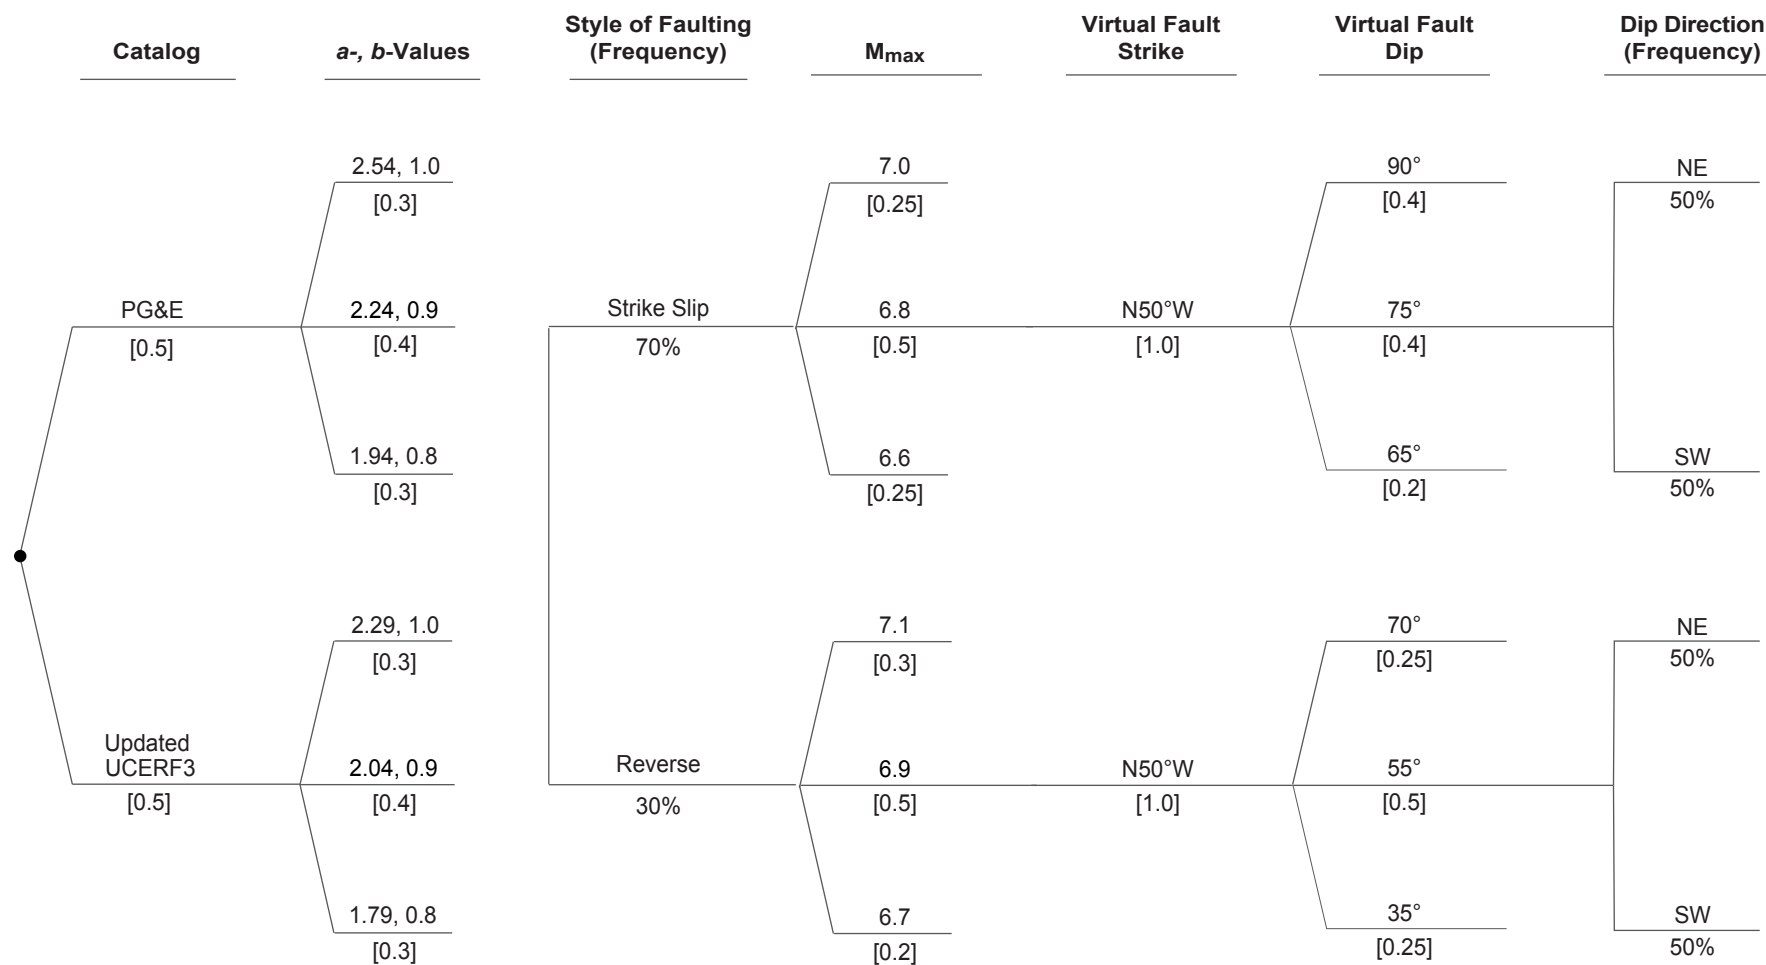 Catalog
a-, b-Values
Style of Faulting
(Frequency)
Mmax
Virtual Fault
Strike
Virtual Fault
Dip
Dip Direction
(Frequency)
2.54, 1.0
[0.3]
7.0
[0.25]
90°
[0.4]
NE
50%
PG&E
[0.5]
2.24, 0.9
[0.4]
Strike Slip
70%
6.8
[0.5]
N50°W
[1.0]
75°
[0.4]
1.94, 0.8
[0.3]
6.6
[0.25]
65°
[0.2]
SW
50%
2.29, 1.0
[0.3]
7.1
[0.3]
70°
[0.25]
NE
50%
Updated
UCERF3
[0.5]
2.04, 0.9
[0.4]
Reverse
30%
6.9
[0.5]
N50°W
[1.0]
55°
[0.5]
1.79, 0.8
[0.3]
6.7
[0.2]
35°
[0.25]
SW
50%